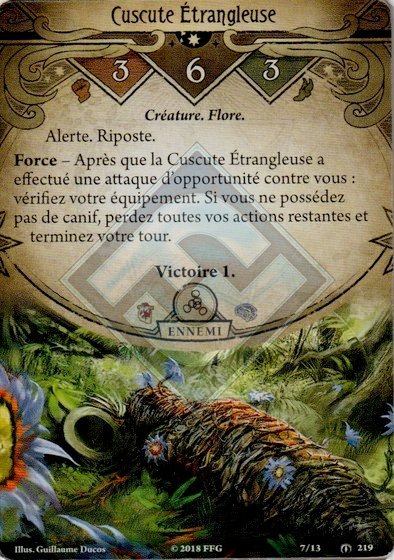 Cuscute Étrangleuse
3 6 3
Créature. Flore.
Alerte. Riposte.
Force – Après que la Cuscute Étrangleuse a
effectué une attaque d'opportunité contre vous :
vérifiez votre équipement. Si vous ne possédez
pas de canif, perdez toutes vos actions restantes et
terminez votre tour.
Victoire 1.
ENNEMI
Illus. Guillaume Ducos © 2018 FFG 7/13 219